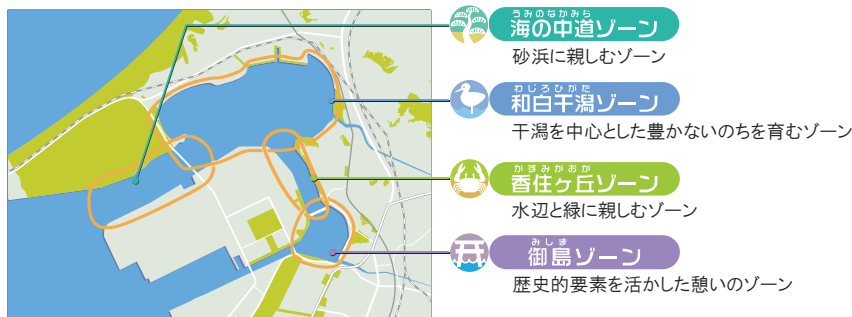 うみのなかみち
海の中道ゾーン
砂浜に親しむゾーン
わじろひがた
和白干潟ゾーン
干潟を中心とした豊かないのちを育むゾーン
かすみがおか
香住ヶ丘ゾーン
水辺と緑に親しむゾーン
みしま
御島ゾーン
歴史的要素を活かした憩いのゾーン